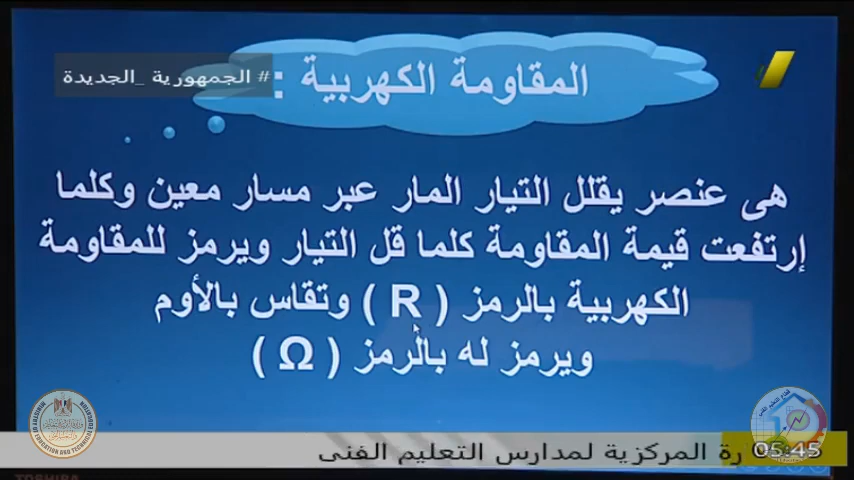 المقاومة الكهربية :
# الجمهورية _الجديدة
هى عنصر يقلل التيار المار عبر مسار معين وكلما
إرتفعت قيمة المقاومة كلما قل التيار ويرمز للمقاومة
الكهربية بالرمز ( R ) وتقاس بالأوم
ويرمز له بالرمز ( Ω )
المركزية لمدارس التعليم الفنى
05:45
TOSHIBA